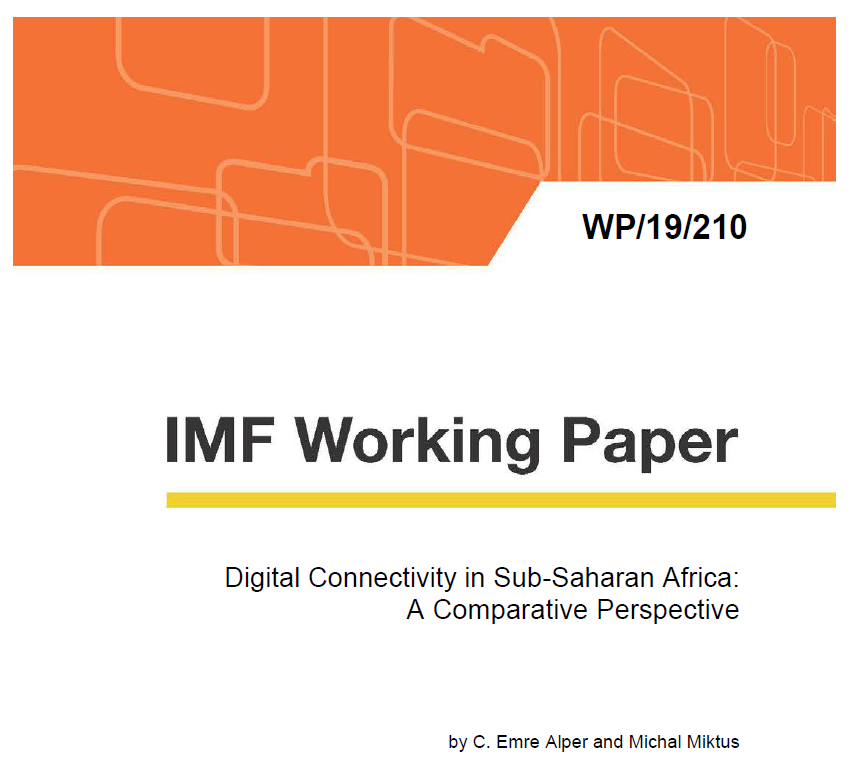 WP/19/210
IMF Working Paper
Digital Connectivity in Sub-Saharan Africa:
A Comparative Perspective
by C. Emre Alper and Michal Miktus